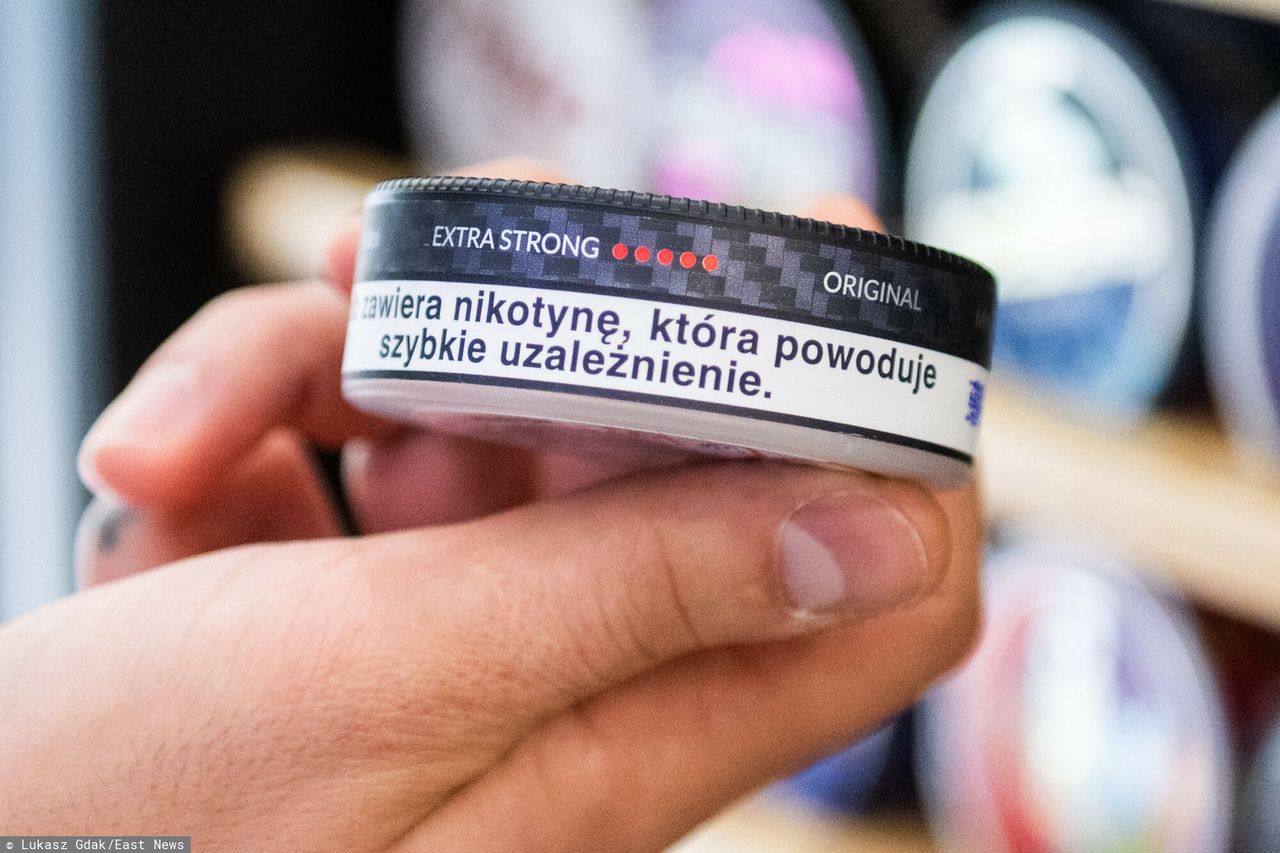 EXTRA STRONG
ORIGINAL
zawiera nikotynę, która powoduje
szybkie uzależnienie.
© Lukasz Gdak/East News